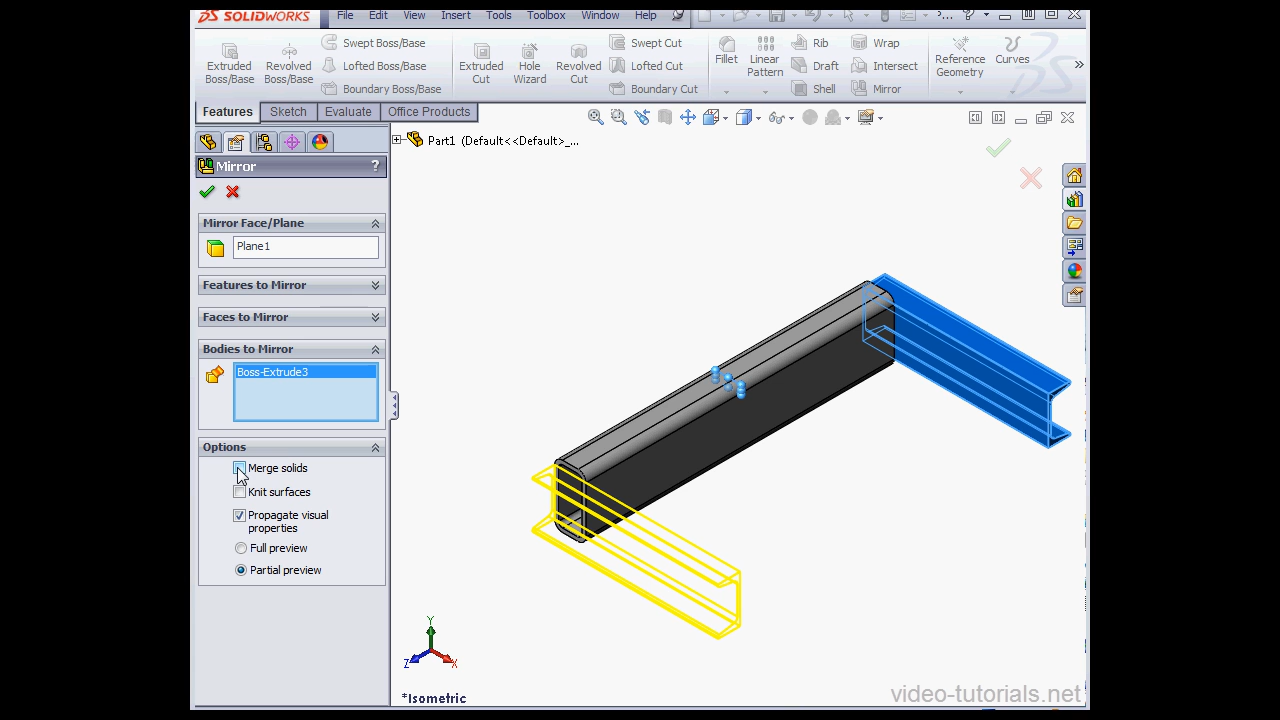 SOLIDWORKS File Edit View Insert Tools Toolbox Window Help
Extruded Boss/Base
Revolved Boss/Base
Swept Boss/Base
Lofted Boss/Base
Boundary Boss/Base
Extruded Cut
Hole Wizard
Revolved Cut
Swept Cut
Lofted Cut
Boundary Cut
Fillet
Linear Pattern
Rib
Draft
Shell
Wrap
Intersect
Mirror
Reference Geometry
Curves
Features Sketch Evaluate Office Products
Part1 (Default<<Default>_...
Mirror ?
Mirror Face/Plane
Plane1
Features to Mirror
Faces to Mirror
Bodies to Mirror
Boss-Extrude3
Options
Merge solids
Knit surfaces
Propagate visual
properties
Full preview
Partial preview
Y
Z X
*Isometric
video-tutorials.net